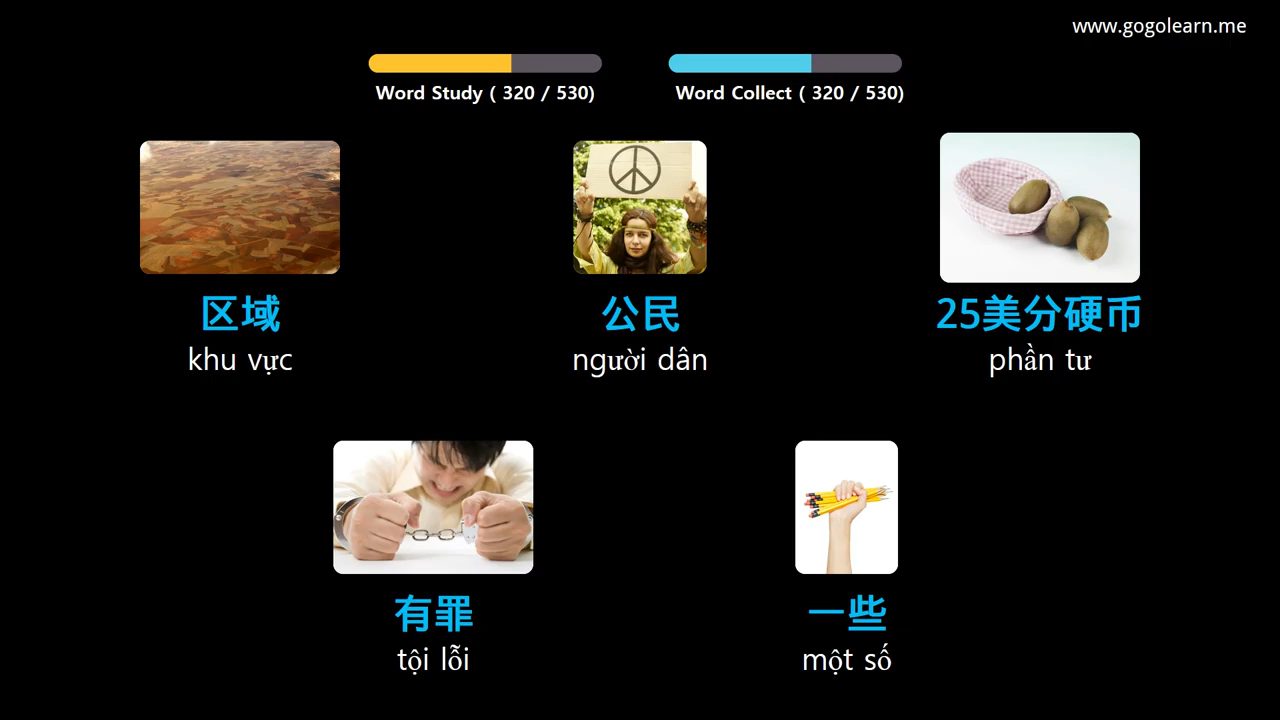 www.gogolearn.me
Word Study ( 320 / 530)
Word Collect ( 320 / 530)
区域
khu vực
公民
người dân
25美分硬币
phần tư
有罪
tội lỗi
一些
một số